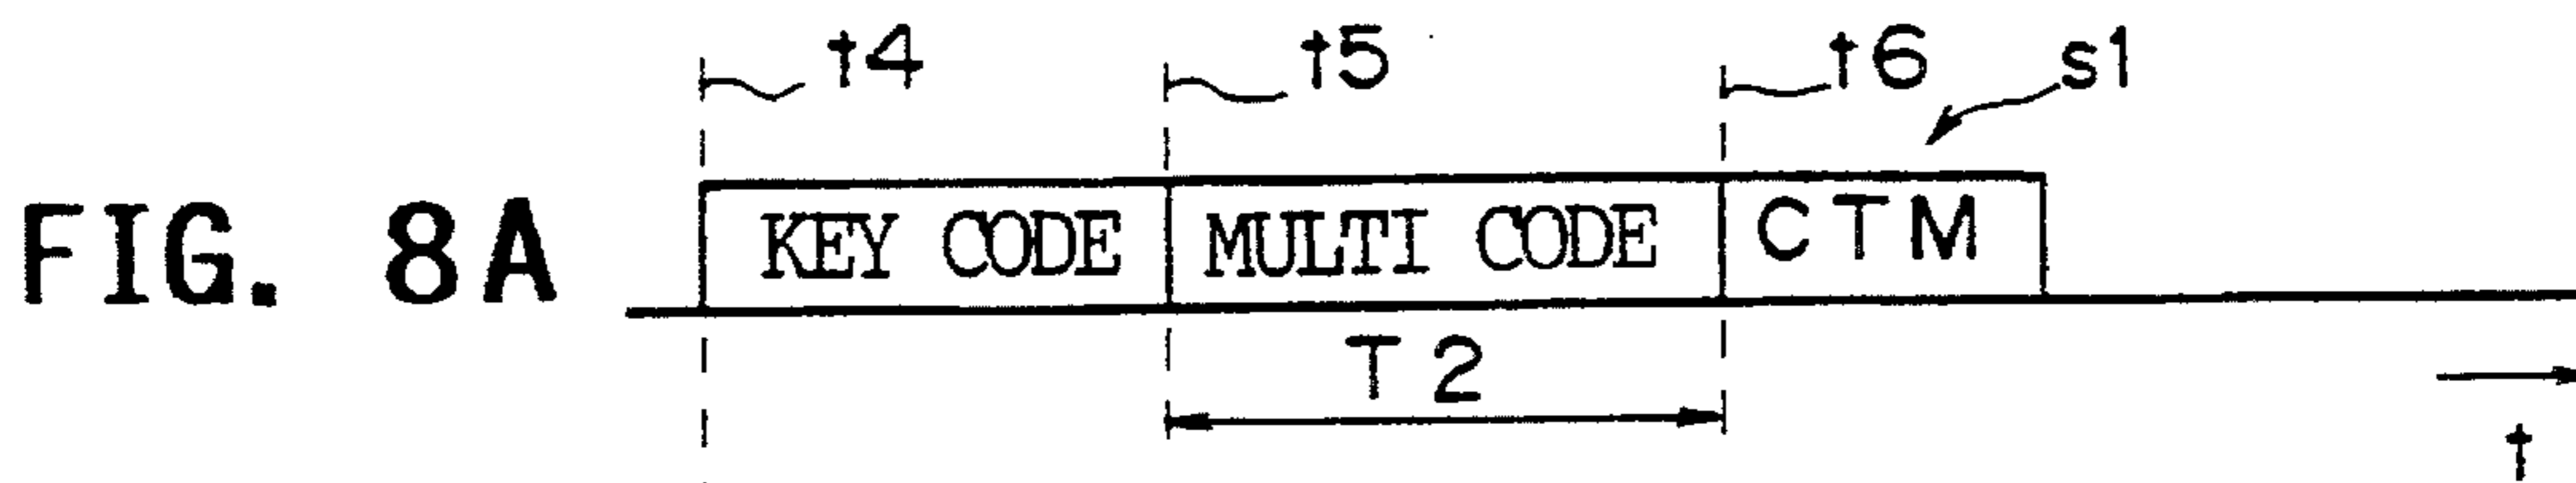 t4 t5 t6 s1
FIG. 8A KEY CODE MULTI CODE CTM
T2
t